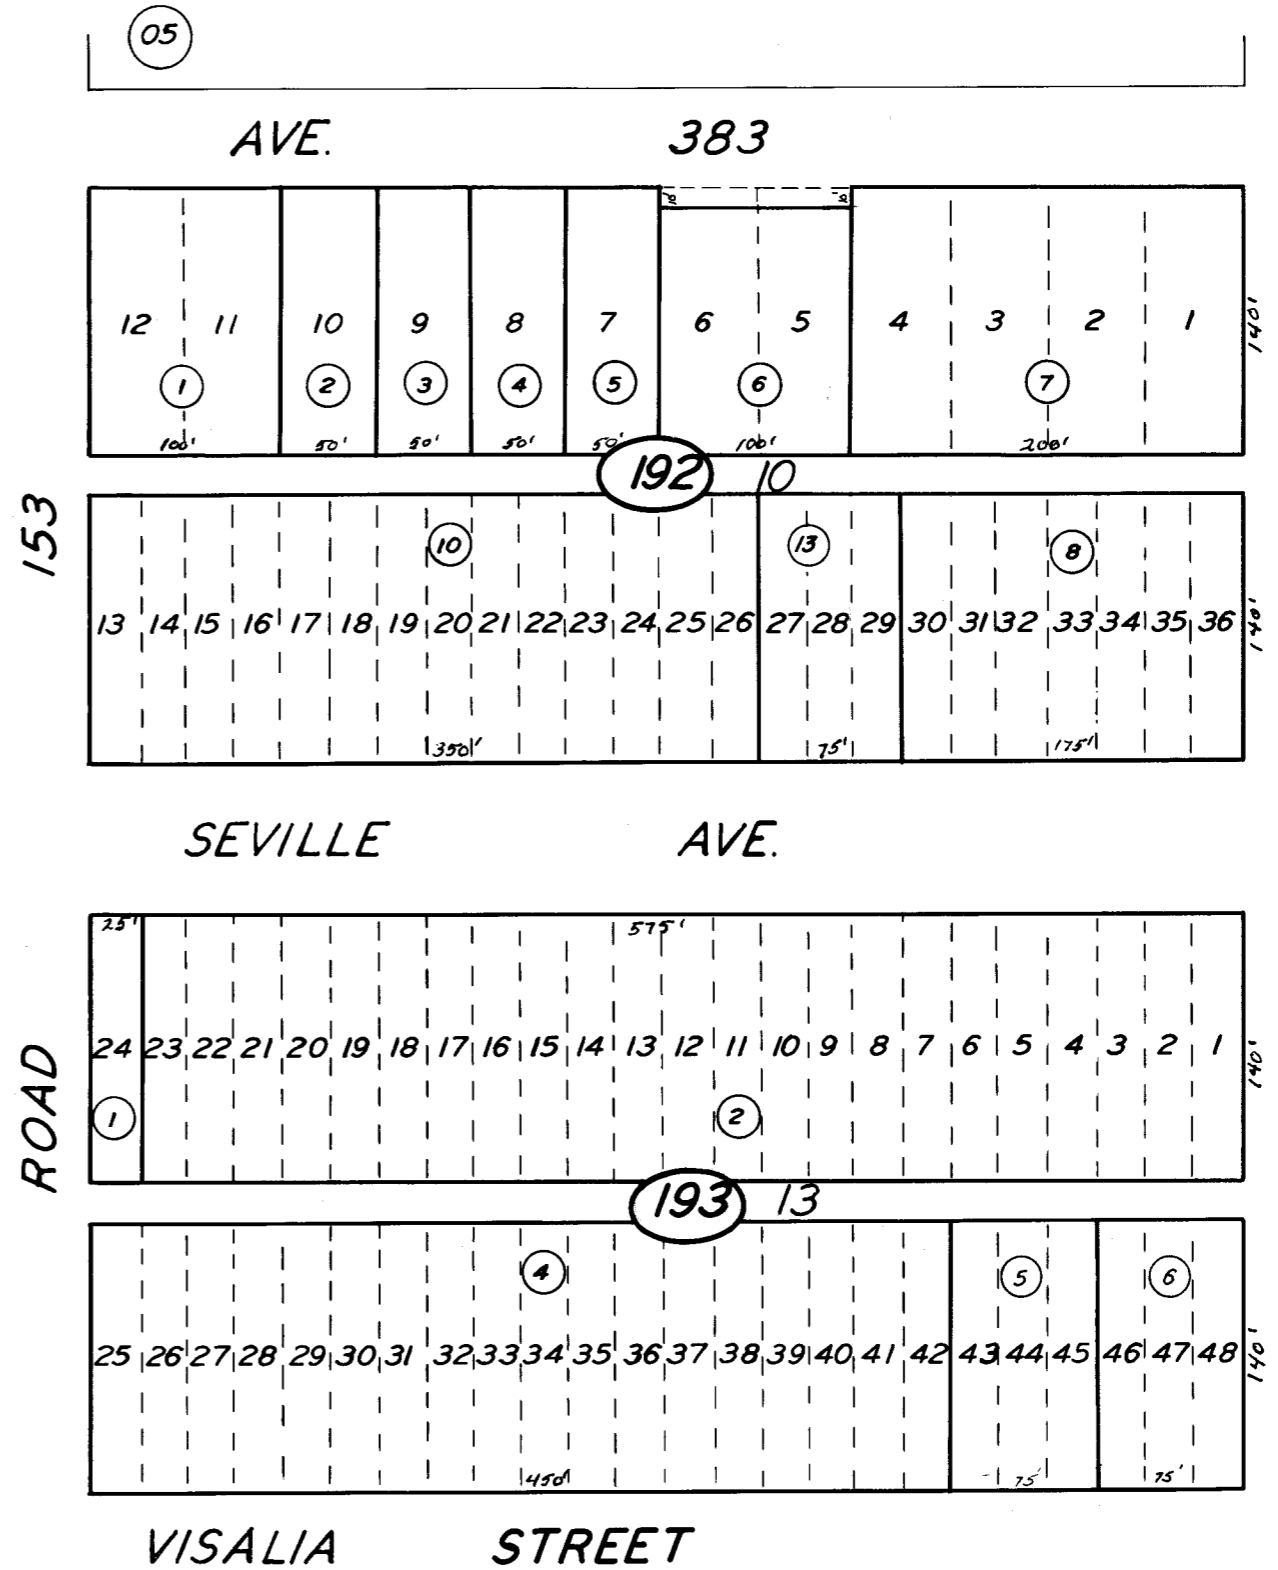 05
AVE. 383
10' 10'
12 11 10 9 8 7 6 5 4 3 2 1 140'
1 2 3 4 5 6 7
100' 50' 50' 50' 50' 100' 200'
192 10
153
10 13 8
13 14 15 16 17 18 19 20 21 22 23 24 25 26 27 28 29 30 31 32 33 34 35 36 140'
350' 75' 175'
SEVILLE AVE.
25' 575'
24 23 22 21 20 19 18 17 16 15 14 13 12 11 10 9 8 7 6 5 4 3 2 1 140'
ROAD
1 2
193 13
4 5 6
25 26 27 28 29 30 31 32 33 34 35 36 37 38 39 40 41 42 43 44 45 46 47 48 140'
450' 75' 75'
VISALIA STREET